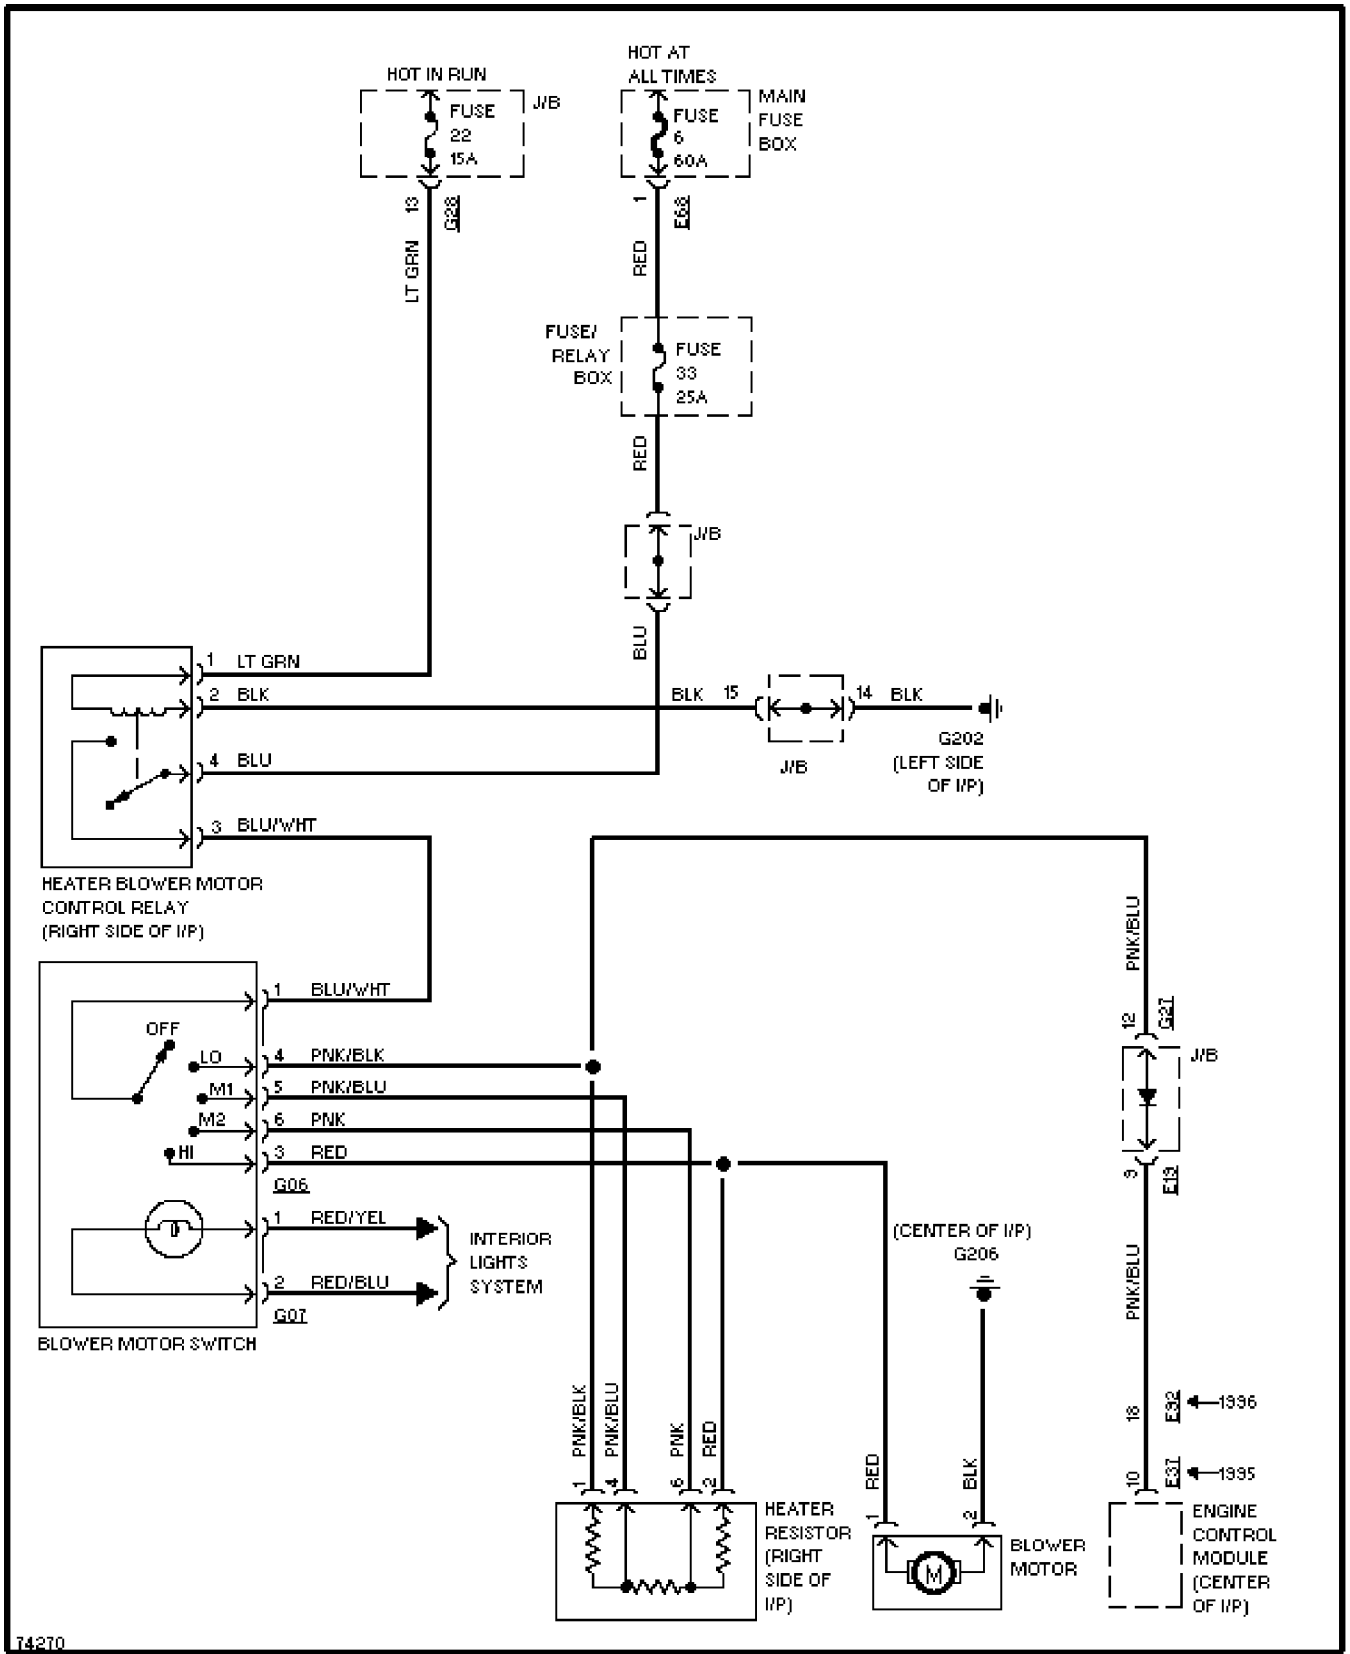 HOT AT
ALL TIMES
HOT IN RUN
J/B
FUSE
22
15A
MAIN
FUSE
BOX
FUSE
6
60A
13
G28
1
E68
LT GRN
RED
FUSE/
RELAY
BOX
FUSE
33
25A
RED
J/B
BLU
1 LT GRN
2 BLK
BLK 15
14 BLK
J/B
G202
(LEFT SIDE
OF I/P)
4 BLU
3 BLU/WHT
HEATER BLOWER MOTOR
CONTROL RELAY
(RIGHT SIDE OF I/P)
1 BLU/WHT
OFF
LO
4 PNK/BLK
M1
5 PNK/BLU
M2
6 PNK
HI
3 RED
G06
1 RED/YEL
2 RED/BLU
G07
INTERIOR
LIGHTS
SYSTEM
BLOWER MOTOR SWITCH
PNK/BLU
12
G27
J/B
9
E19
PNK/BLU
(CENTER OF I/P)
G206
18
E92
1996
10
E37
1995
PNK/BLK
PNK/BLU
PNK
RED
1
4
6
2
HEATER
RESISTOR
(RIGHT
SIDE OF
I/P)
RED
BLK
1
2
M
BLOWER
MOTOR
ENGINE
CONTROL
MODULE
(CENTER
OF I/P)
74270